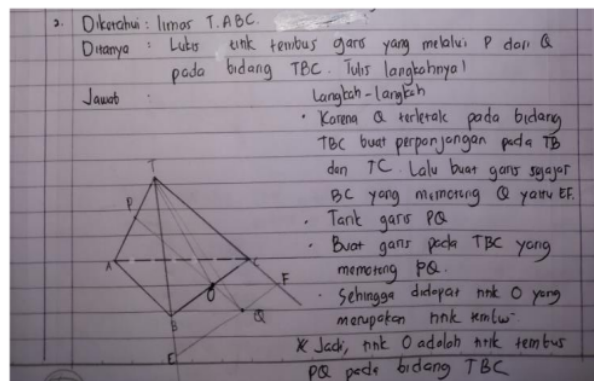 2. Diketahui : limas T.ABC.
Ditanya : Lukis titik tembus garis yang melalui P dan Q
pada bidang TBC. Tulis langkahnya!
Jawab :
Langkah-langkah
• Karena Q terletak pada bidang
TBC buat perpanjangan pada TB
dan TC. Lalu buat garis sejajar
BC yang memotong Q yaitu EF.
• Tarik garis PQ
• Buat garis pada TBC yang
memotong PQ.
• Sehingga didapat titik O yang
merupakan titik tembus
* Jadi, titik O adalah titik tembus
PQ pada bidang TBC
T
P
A
C
F
O
B
Q
E